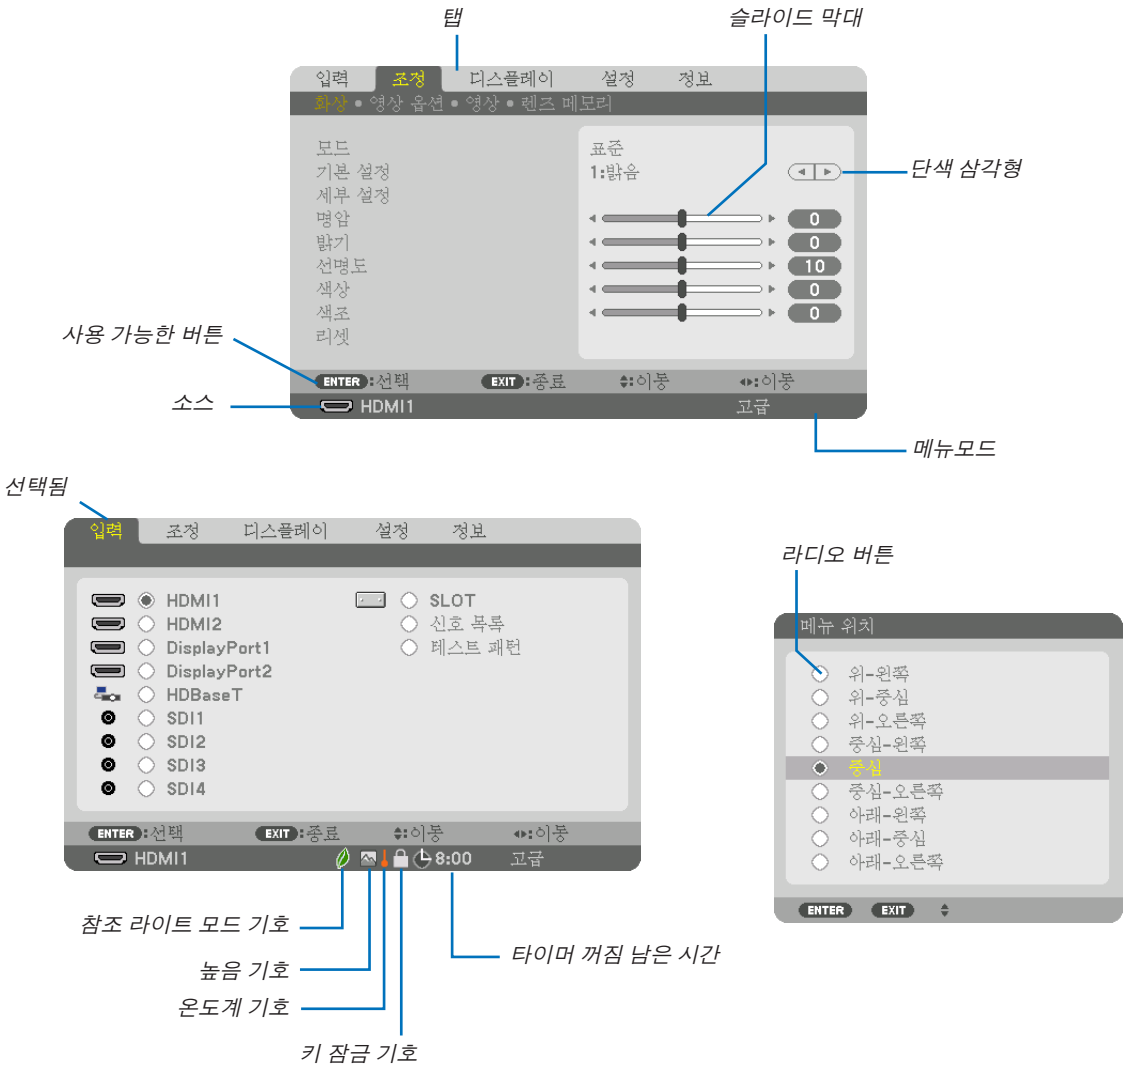 탭
슬라이드 막대
입력 조정 디스플레이 설정 정보
화상 • 영상 옵션 • 영상 • 렌즈 메모리
모드 표준
기본 설정 1:밝음
단색 삼각형
세부 설정
명암 0
밝기 0
선명도 10
색상 0
색조 0
리셋
사용 가능한 버튼
ENTER:선택 EXIT:종료 :이동 :이동
소스
HDMI1 고급
메뉴모드
선택됨
입력 조정 디스플레이 설정 정보
HDMI1 SLOT
HDMI2 신호 목록
DisplayPort1 테스트 패턴
DisplayPort2
HDBaseT
SDI1
SDI2
SDI3
SDI4
ENTER:선택 EXIT:종료 :이동 :이동
HDMI1 8:00 고급
참조 라이트 모드 기호
높음 기호
온도계 기호
키 잠금 기호
타이머 꺼짐 남은 시간
라디오 버튼
메뉴 위치
위-왼쪽
위-중심
위-오른쪽
중심-왼쪽
중심
중심-오른쪽
아래-왼쪽
아래-중심
아래-오른쪽
ENTER EXIT